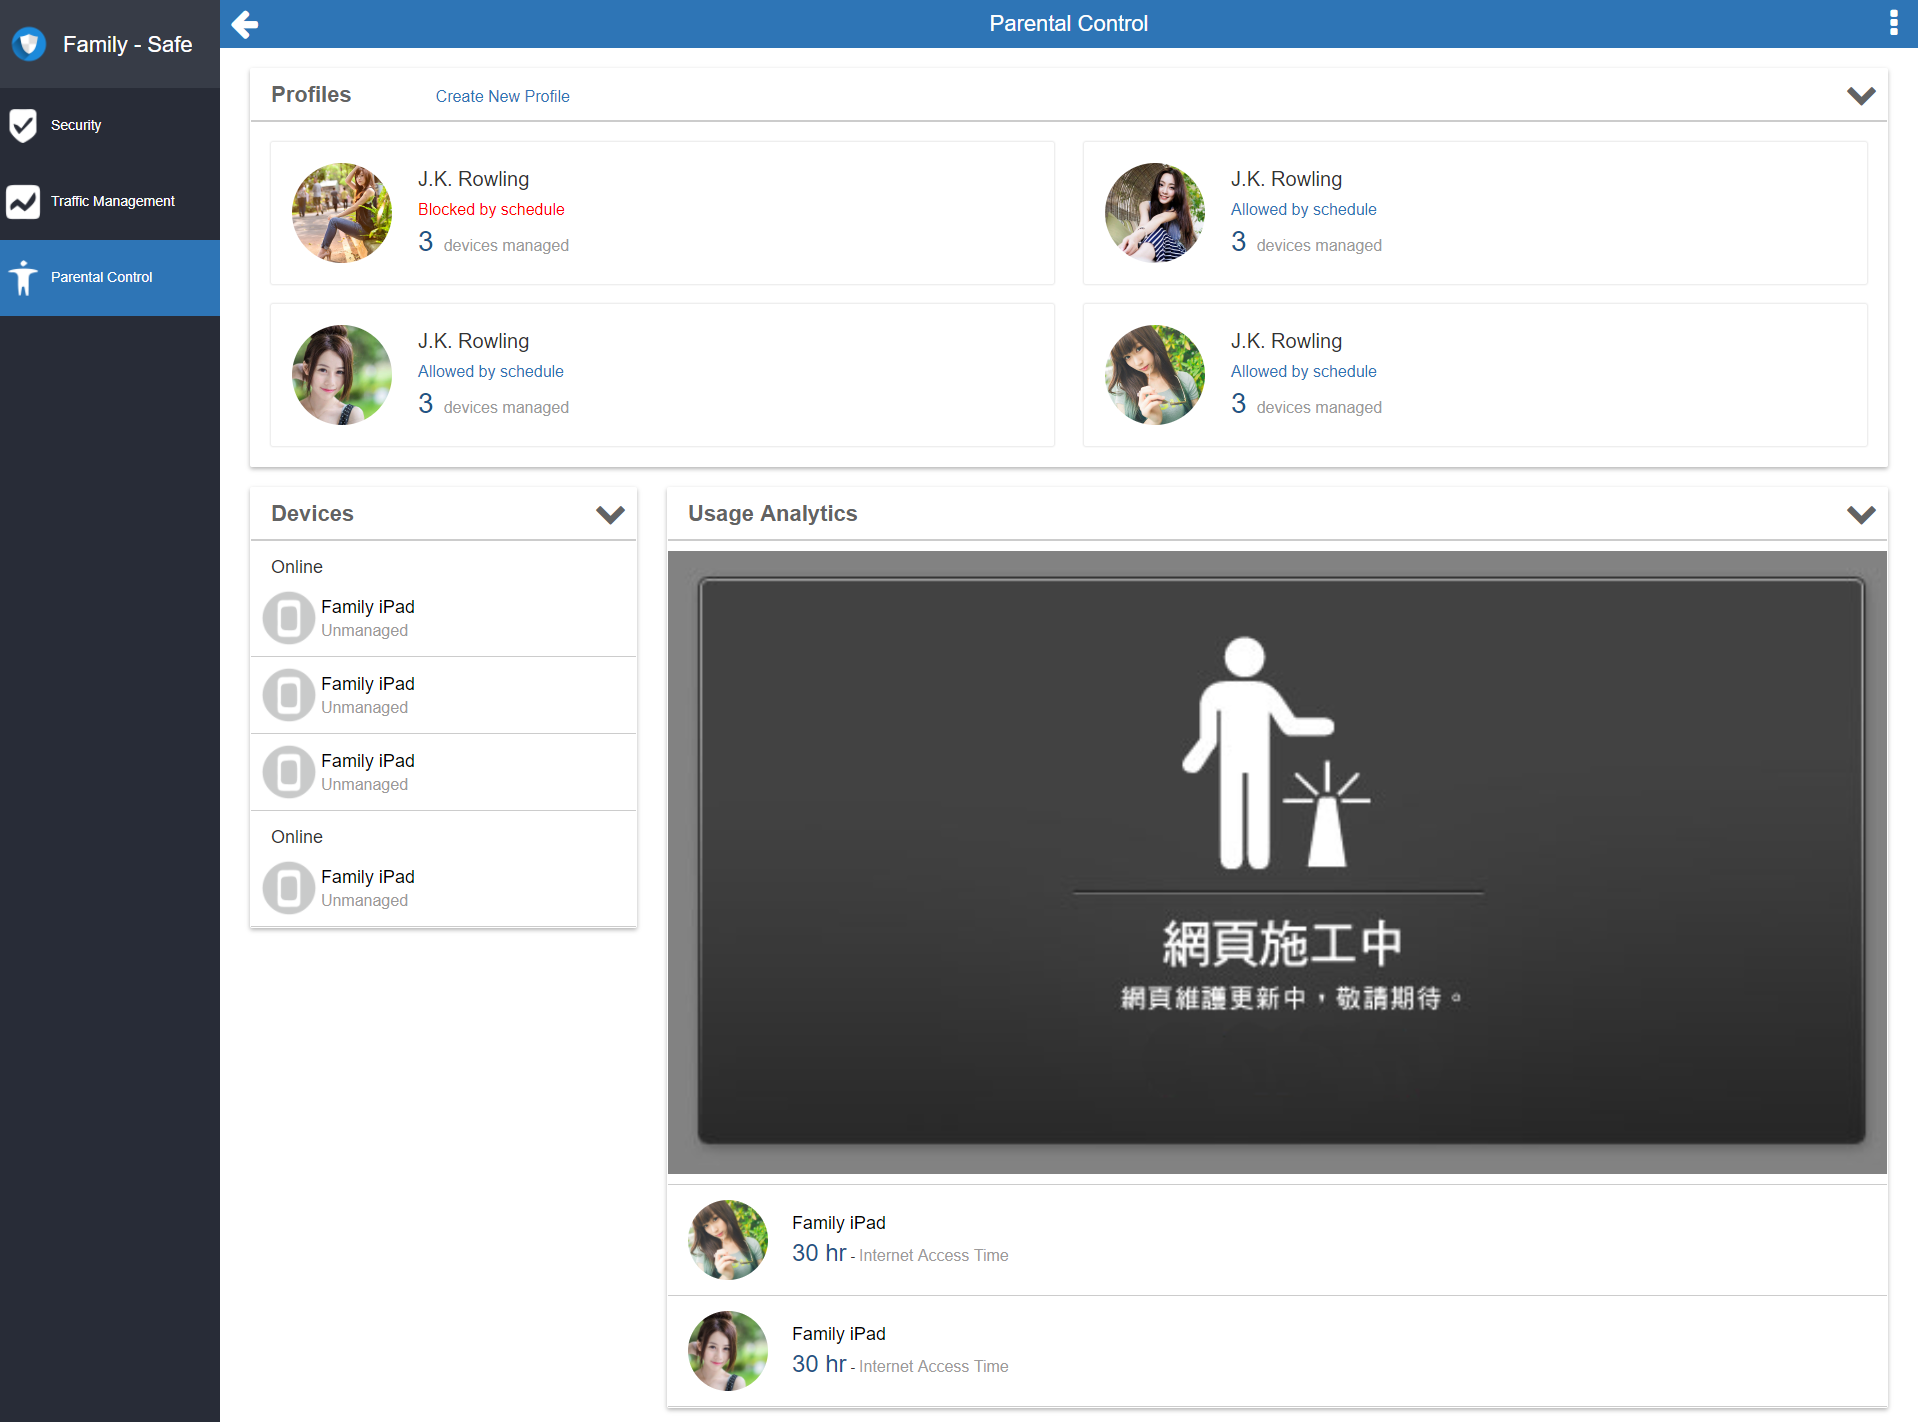 Family - Safe
Parental Control
Security
Traffic Management
Parental Control
Profiles
Create New Profile
J.K. Rowling
Blocked by schedule
3 devices managed
J.K. Rowling
Allowed by schedule
3 devices managed
J.K. Rowling
Allowed by schedule
3 devices managed
J.K. Rowling
Allowed by schedule
3 devices managed
Devices
Online
Family iPad
Unmanaged
Family iPad
Unmanaged
Family iPad
Unmanaged
Online
Family iPad
Unmanaged
Usage Analytics
網頁施工中
網頁維護更新中，敬請期待。
Family iPad
30 hr - Internet Access Time
Family iPad
30 hr - Internet Access Time